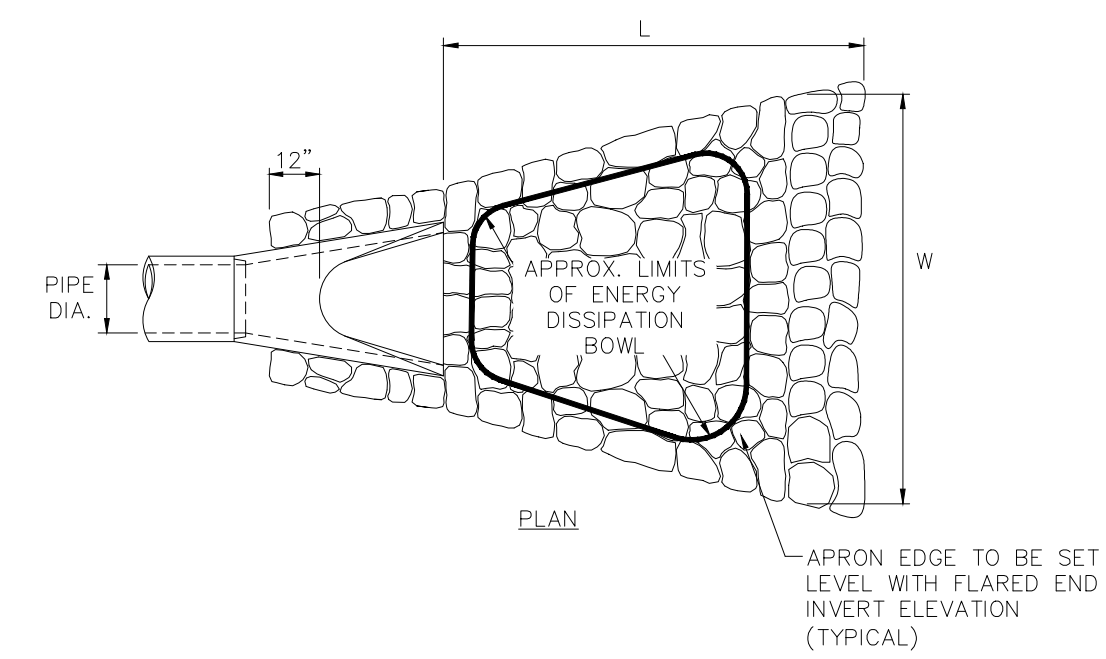 L
12”
W
PIPE
DIA.
APPROX. LIMITS
OF ENERGY
DISSIPATION
BOWL
PLAN
APRON EDGE TO BE SET
LEVEL WITH FLARED END
INVERT ELEVATION
(TYPICAL)